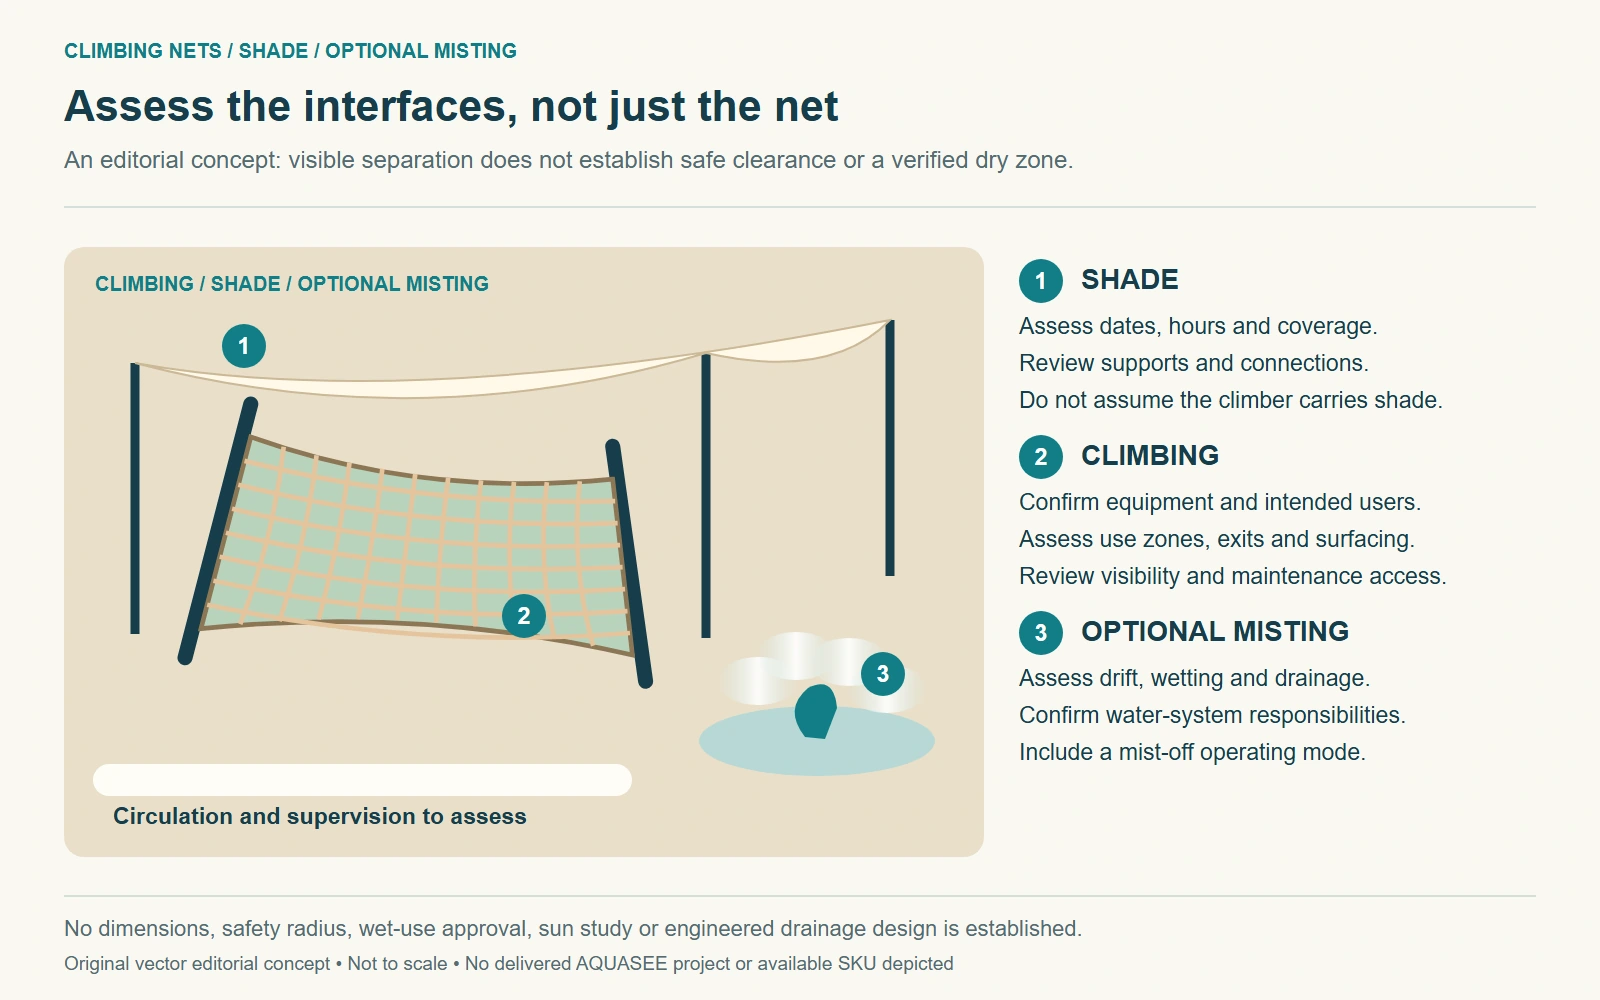 CLIMBING NETS / SHADE / OPTIONAL MISTING
Assess the interfaces, not just the net
An editorial concept: visible separation does not establish safe clearance or a verified dry zone.
CLIMBING / SHADE / OPTIONAL MISTING
1
2
3
Circulation and supervision to assess
1 SHADE
Assess dates, hours and coverage.
Review supports and connections.
Do not assume the climber carries shade.
2 CLIMBING
Confirm equipment and intended users.
Assess use zones, exits and surfacing.
Review visibility and maintenance access.
3 OPTIONAL MISTING
Assess drift, wetting and drainage.
Confirm water-system responsibilities.
Include a mist-off operating mode.
No dimensions, safety radius, wet-use approval, sun study or engineered drainage design is established.
Original vector editorial concept • Not to scale • No delivered AQUASEE project or available SKU depicted